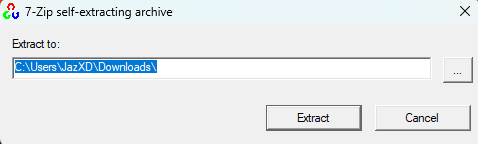 7-Zip self-extracting archive
Extract to:
C:\Users\JazXD\Downloads\
...
Extract
Cancel